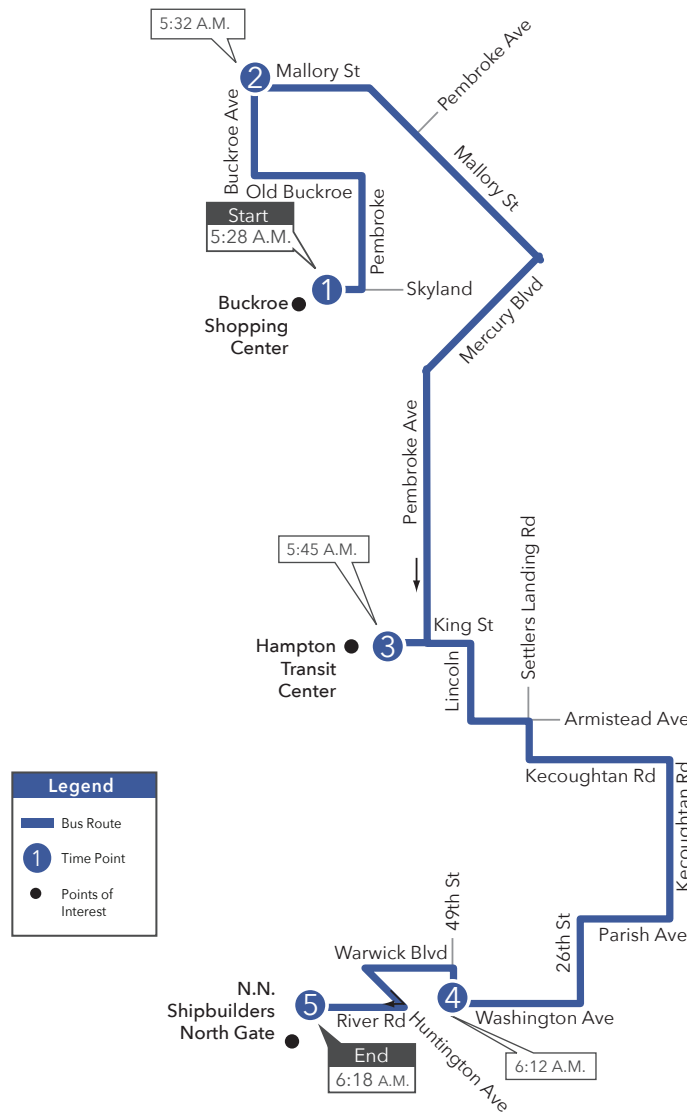 5:32 A.M.
2
Mallory St
Pembroke Ave
Buckroe Ave
Mallory St
Old Buckroe
Start
5:28 A.M.
Pembroke
1
Skyland
Buckroe
Shopping
Center
Mercury Blvd
Pembroke Ave
5:45 A.M.
Settlers Landing Rd
King St
Hampton
Transit
Center
3
Lincoln
Armistead Ave
Kecoughtan Rd
Kecoughtan Rd
Legend
Bus Route
1 Time Point
Points of
Interest
49th St
26th St
Parish Ave
Warwick Blvd
N.N.
Shipbuilders
North Gate
5
4
River Rd
Huntington Ave
Washington Ave
End
6:18 A.M.
6:12 A.M.